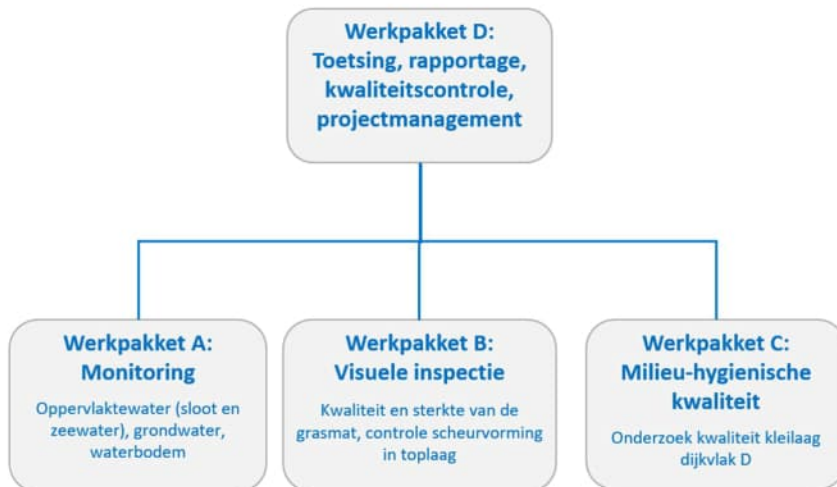 Werkpakket D:
Toetsing, rapportage,
kwaliteitscontrole,
projectmanagement
Werkpakket A:
Monitoring
Oppervlaktewater (sloot en
zeewater), grondwater,
waterbodem
Werkpakket B:
Visuele inspectie
Kwaliteit en sterkte van de
grasmat, controle scheurvorming
in toplaag
Werkpakket C:
Milieu-hygienische
kwaliteit
Onderzoek kwaliteit kleilaag
dijkvlak D